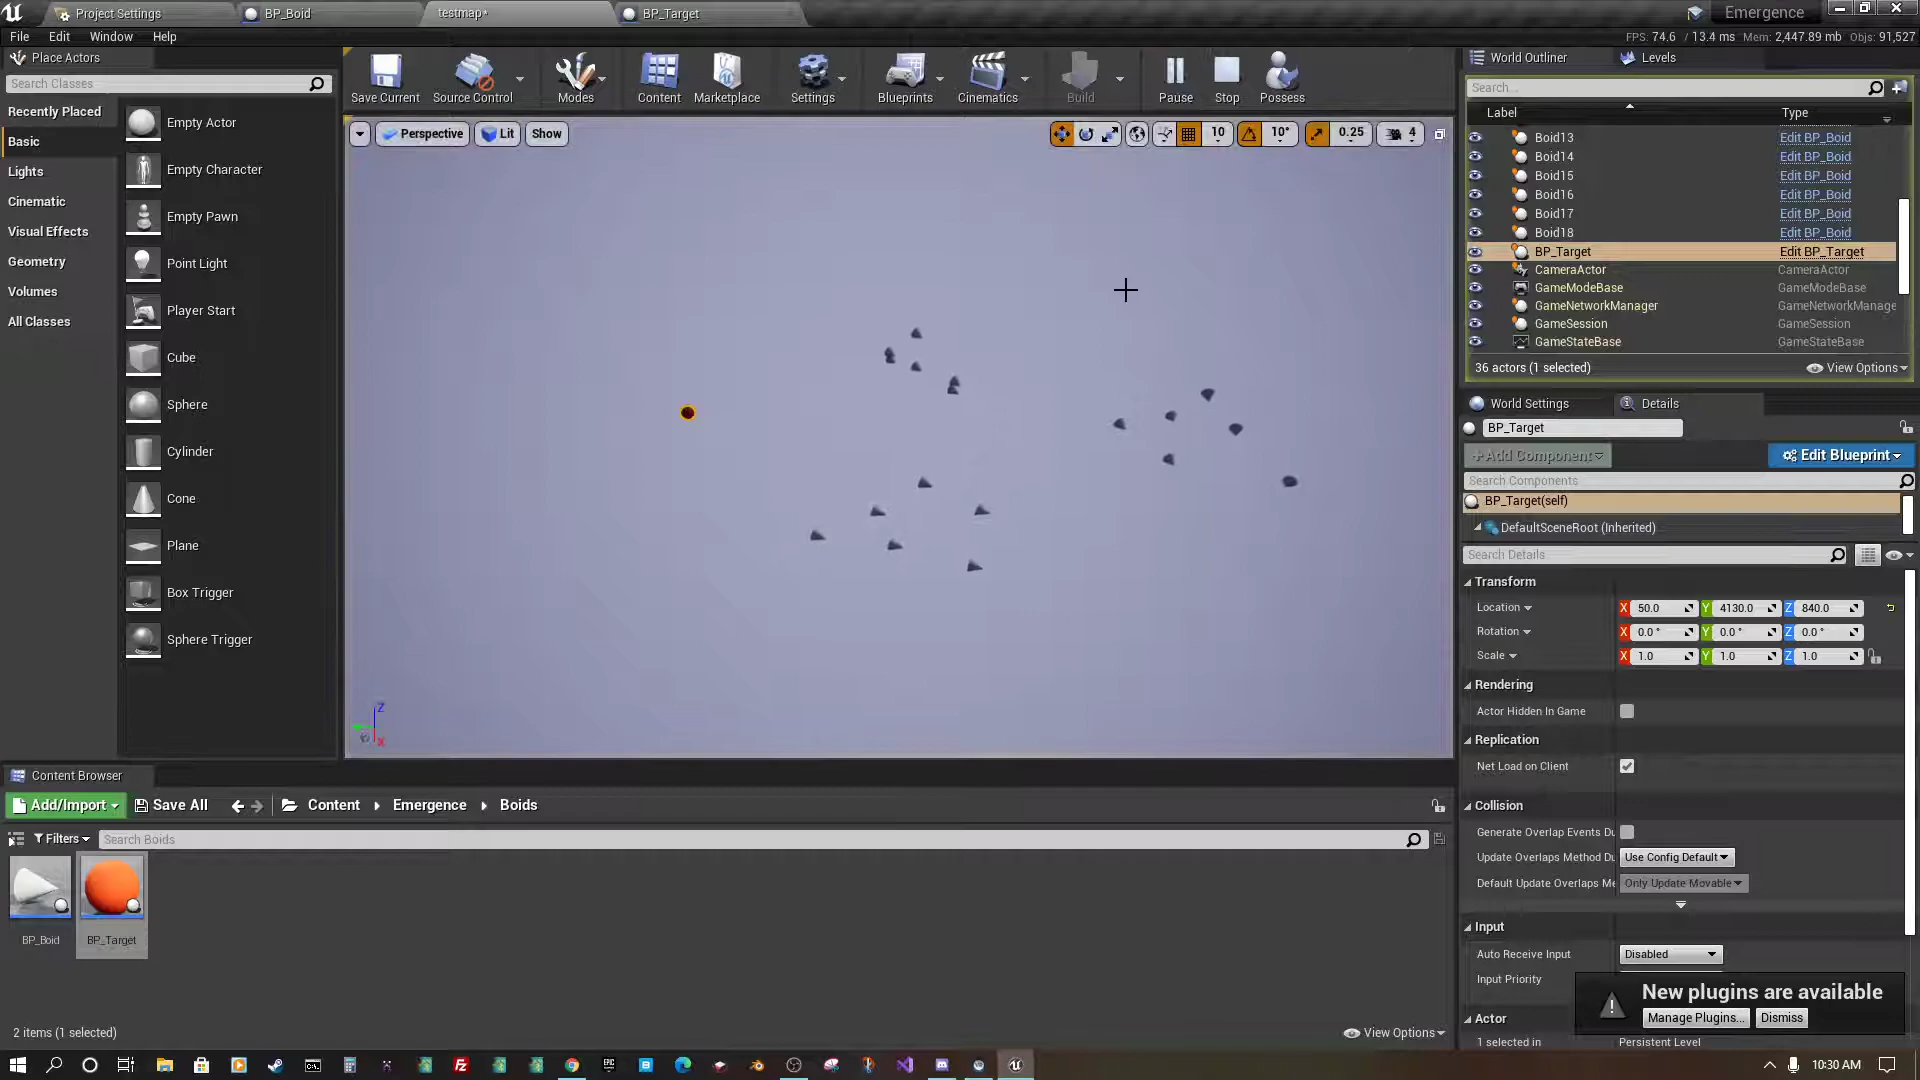 Project Settings
BP_Boid
testmap*
BP_Target
Emergence
File Edit Window Help
FPS: 74.6 / 13.4 ms Mem: 2,447.89 mb Objs: 91,527
Place Actors
Search Classes
Recently Placed
Basic
Lights
Cinematic
Visual Effects
Geometry
Volumes
All Classes
Empty Actor
Empty Character
Empty Pawn
Point Light
Player Start
Cube
Sphere
Cylinder
Cone
Plane
Box Trigger
Sphere Trigger
Save Current
Source Control
Modes
Content
Marketplace
Settings
Blueprints
Cinematics
Build
Pause
Stop
Possess
Perspective
Lit
Show
10
10°
0.25
4
Z
X
World Outliner
Levels
Search...
Label Type
Boid13 Edit BP_Boid
Boid14 Edit BP_Boid
Boid15 Edit BP_Boid
Boid16 Edit BP_Boid
Boid17 Edit BP_Boid
Boid18 Edit BP_Boid
BP_Target Edit BP_Target
CameraActor CameraActor
GameModeBase GameModeBase
GameNetworkManager GameNetworkManage
GameSession GameSession
GameStateBase GameStateBase
36 actors (1 selected)
View Options
World Settings
Details
BP_Target
+Add Component
Edit Blueprint
Search Components
BP_Target(self)
DefaultSceneRoot (Inherited)
Search Details
Transform
Location X 50.0 Y 4130.0 Z 840.0
Rotation X 0.0 ° Y 0.0 ° Z 0.0 °
Scale X 1.0 Y 1.0 Z 1.0
Rendering
Actor Hidden In Game
Replication
Net Load on Client
Collision
Generate Overlap Events Du
Update Overlaps Method Du Use Config Default
Default Update Overlaps Me Only Update Movable
Input
Auto Receive Input Disabled
Input Priority
Actor
1 selected in Persistent Level
New plugins are available
Manage Plugins...
Dismiss
Content Browser
Add/Import
Save All
Content
Emergence
Boids
Filters
Search Boids
BP_Boid
BP_Target
2 items (1 selected)
View Options
10:30 AM